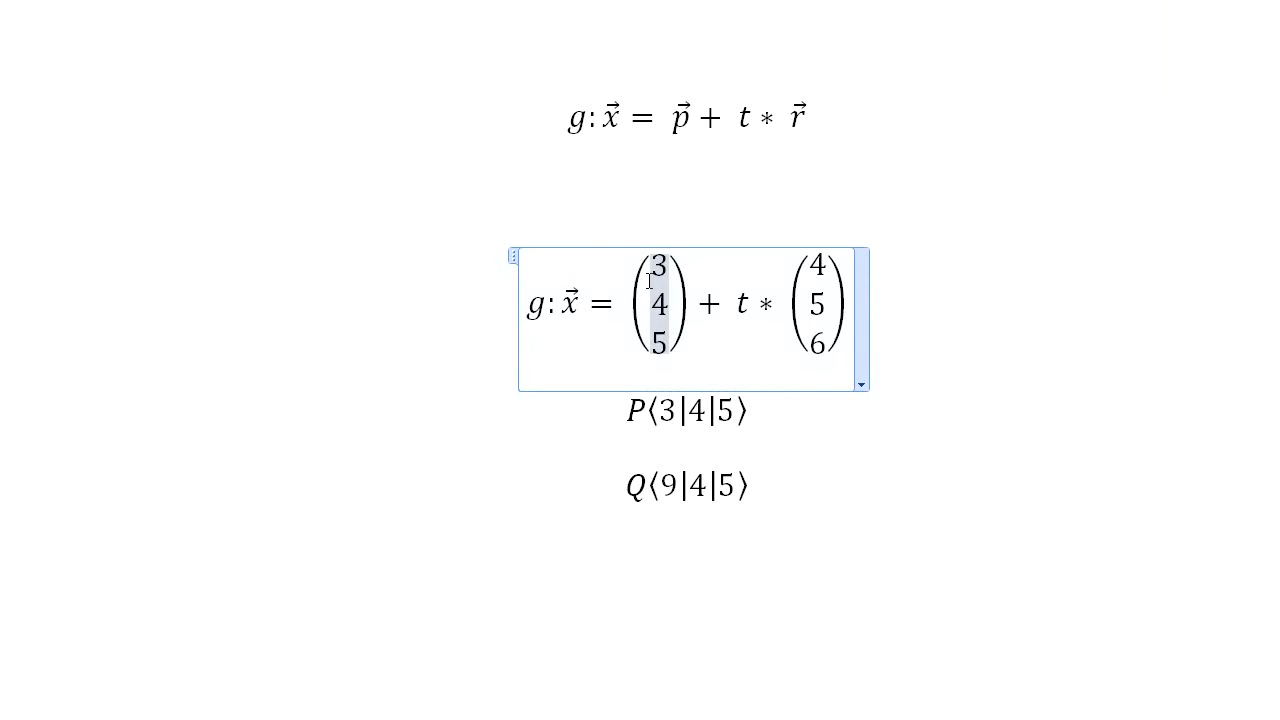 g: x⃗ = p⃗ + t ∗ r⃗
g: x⃗ = (3 4 5) + t ∗ (4 5 6)
P⟨3|4|5⟩
Q⟨9|4|5⟩